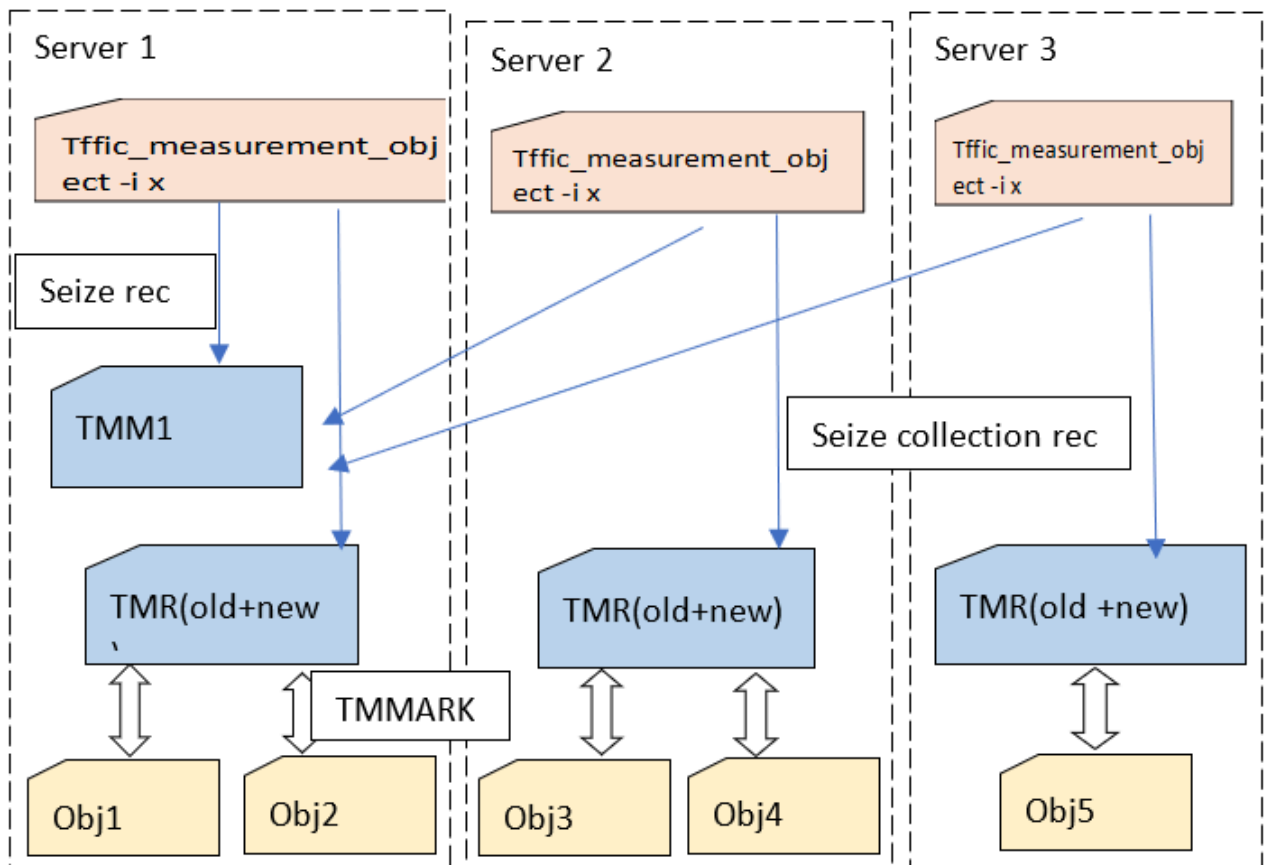 Server 1
Server 2
Server 3
Tffic_measurement_obj
ect -i x
Tffic_measurement_obj
ect -i x
Tffic_measurement_obj
ect -i x
Seize rec
TMM1
Seize collection rec
TMR(old+new
TMR(old+new)
TMR(old +new)
TMMARK
Obj1
Obj2
Obj3
Obj4
Obj5